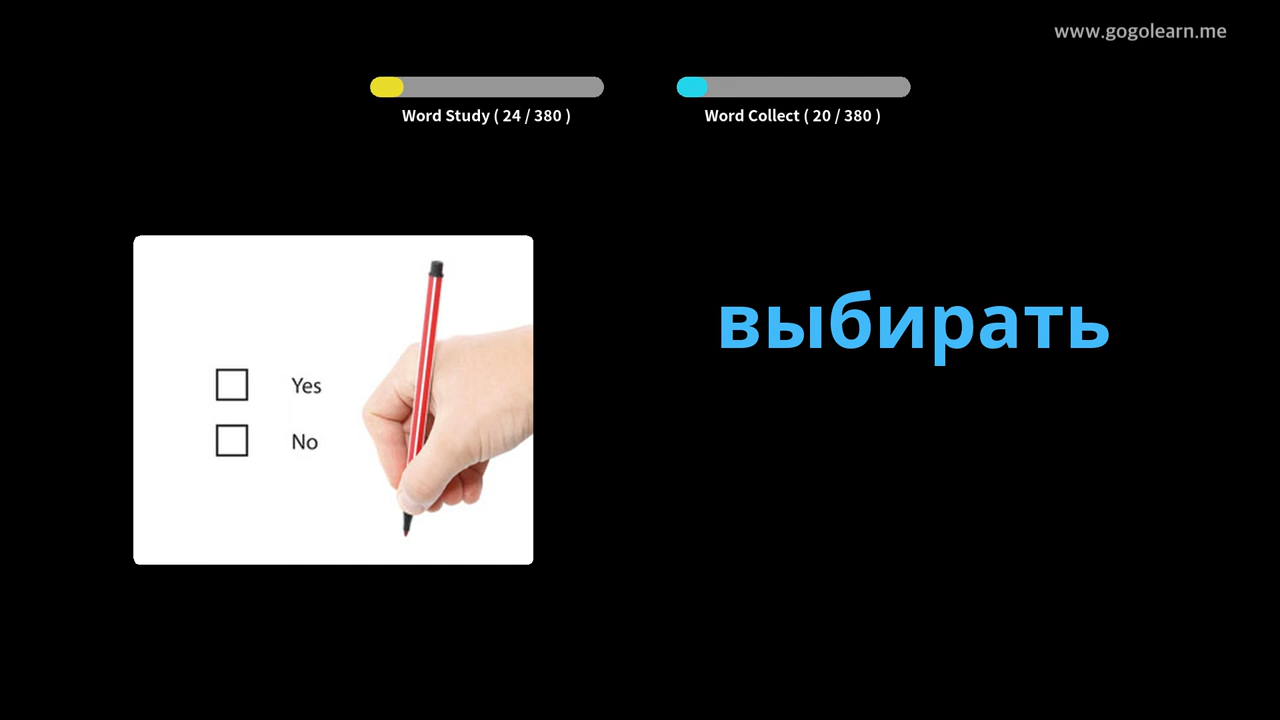 www.gogolearn.me
Word Study ( 24 / 380 )
Word Collect ( 20 / 380 )
Yes
No
выбирать